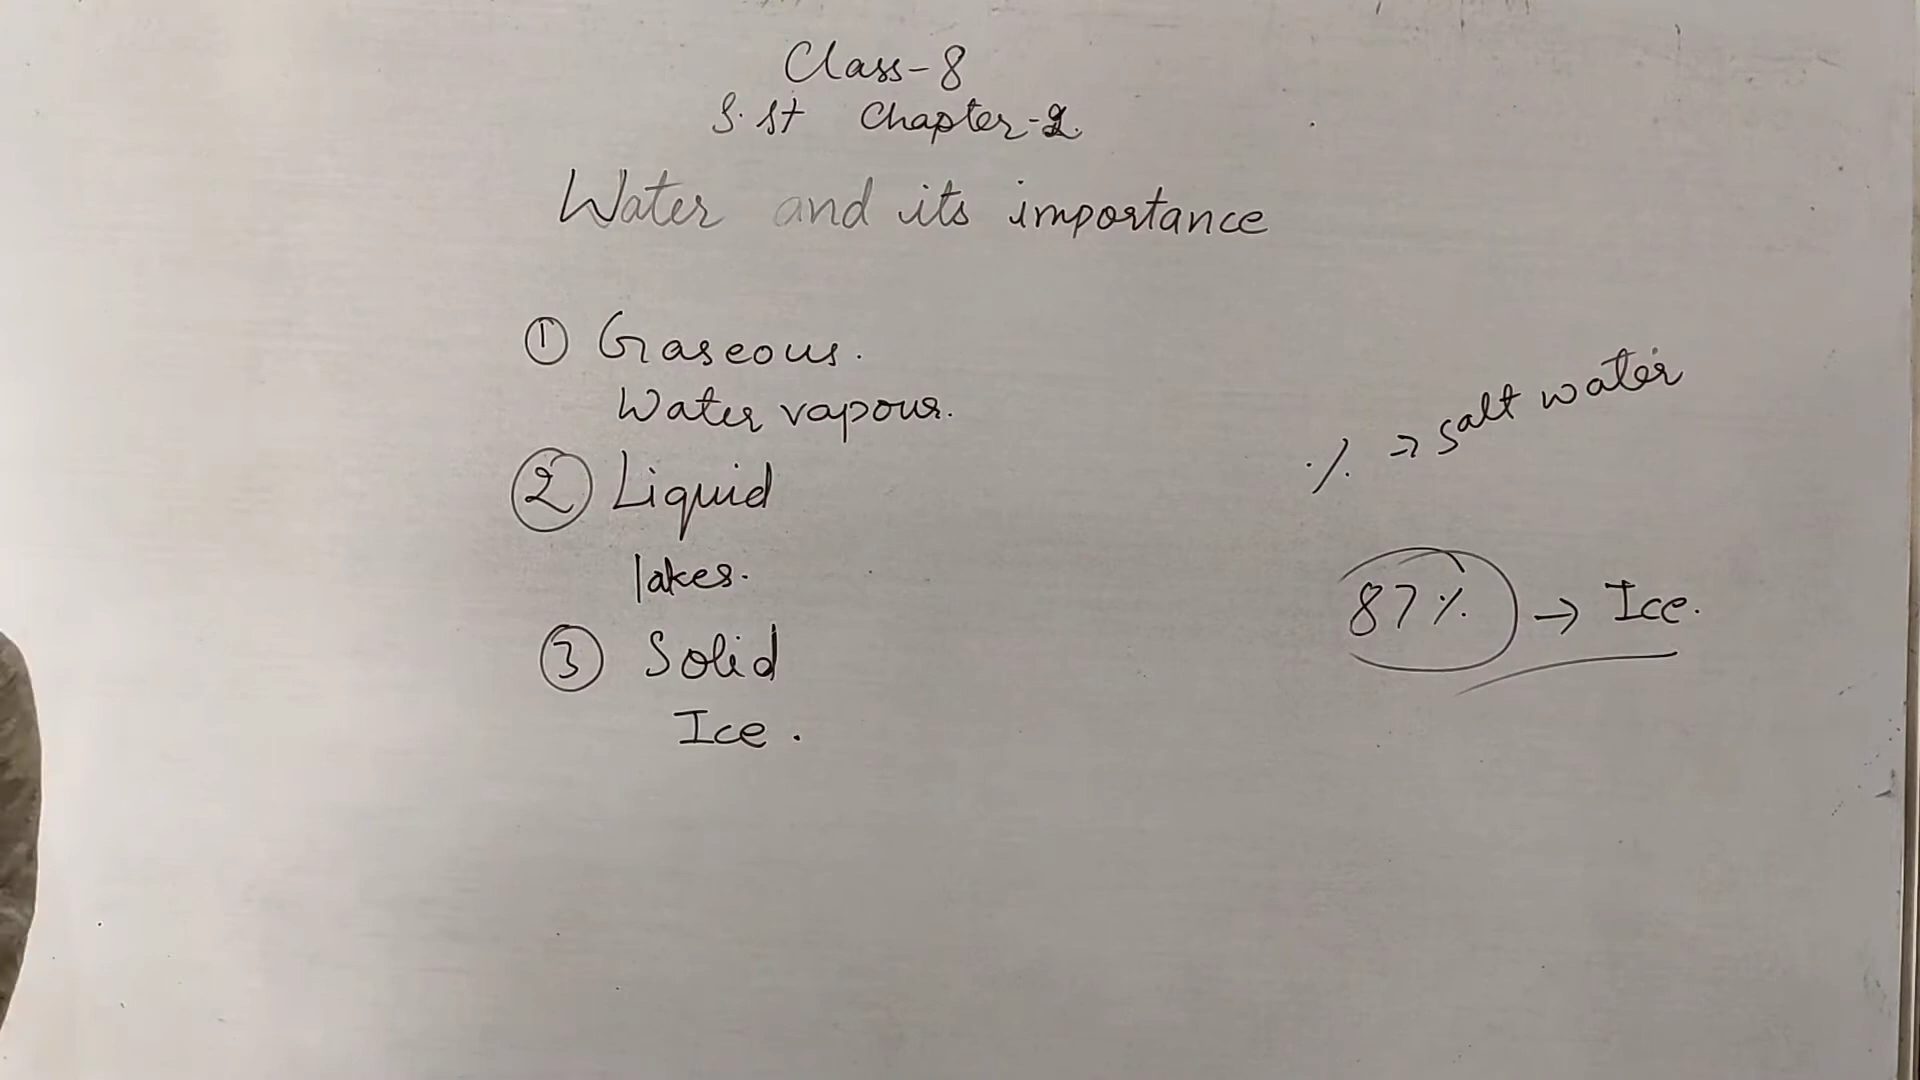 Class-8
S.St Chapter-2.
Water and its importance
① Gaseous.
Water vapour.
② Liquid
lakes.
③ Solid
Ice.
% → salt water
87% → Ice.